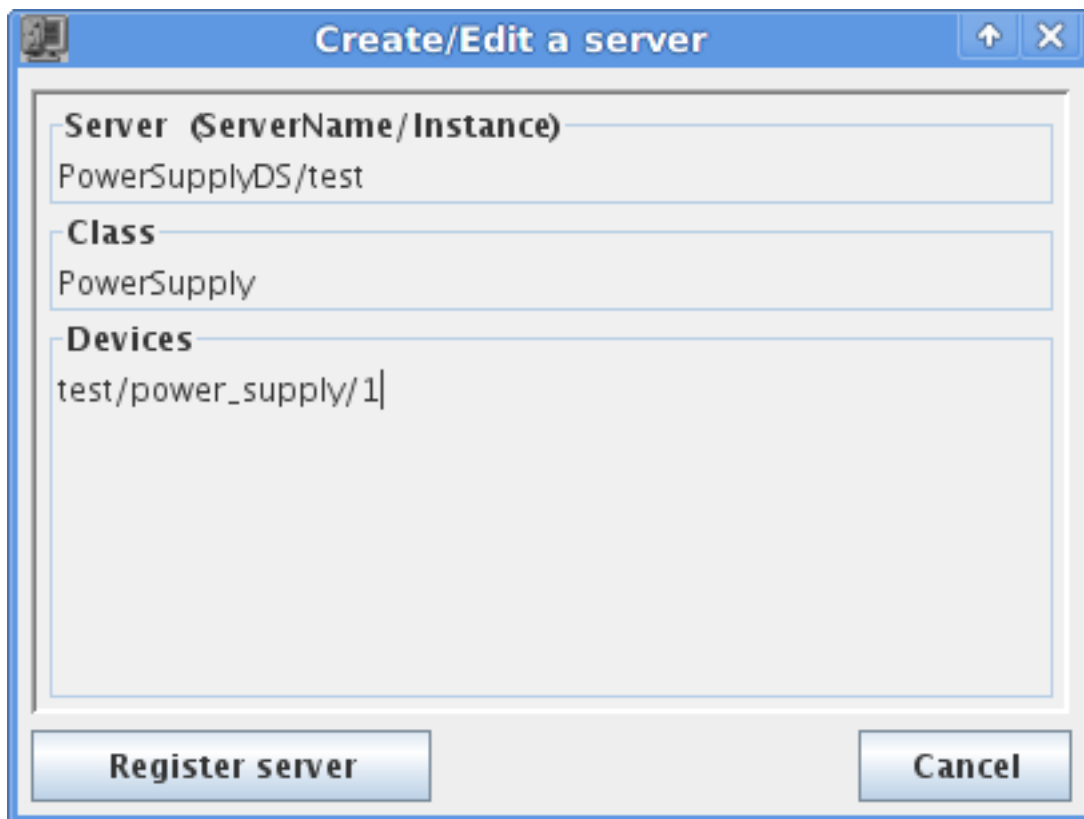 Create/Edit a server
Server (ServerName/Instance)
PowerSupplyDS/test
Class
PowerSupply
Devices
test/power_supply/1
Register server
Cancel